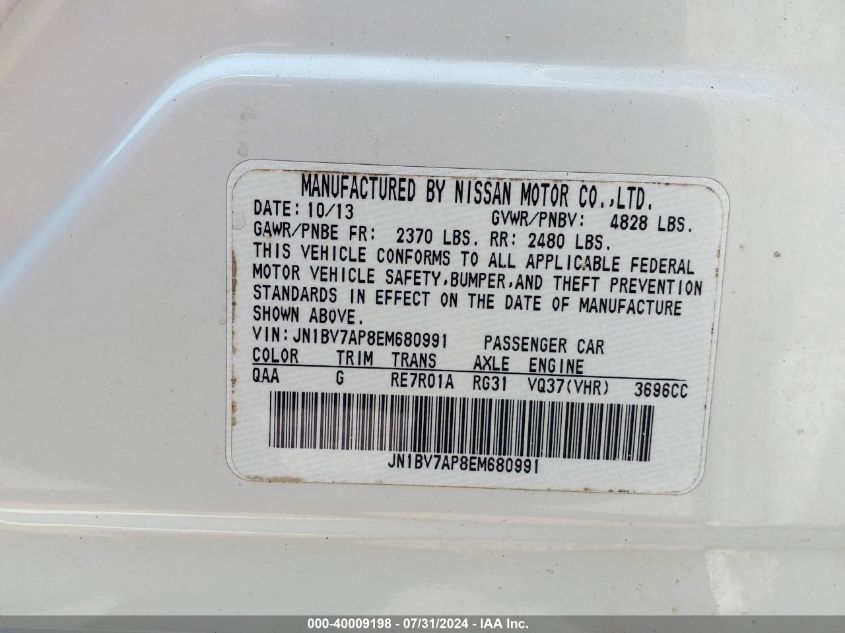 MANUFACTURED BY NISSAN MOTOR CO.,LTD.
DATE: 10/13 GVWR/PNBV: 4828 LBS.
GAWR/PNBE FR: 2370 LBS. RR: 2480 LBS.
THIS VEHICLE CONFORMS TO ALL APPLICABLE FEDERAL
MOTOR VEHICLE SAFETY,BUMPER,AND THEFT PREVENTION
STANDARDS IN EFFECT ON THE DATE OF MANUFACTURE
SHOWN ABOVE.
VIN:JN1BV7AP8EM680991 PASSENGER CAR
COLOR TRIM TRANS AXLE ENGINE
QAA G RE7R01A RG31 VQ37(VHR) 3696CC
JN1BV7AP8EM680991
000-40009198 - 07/31/2024 - IAA Inc.